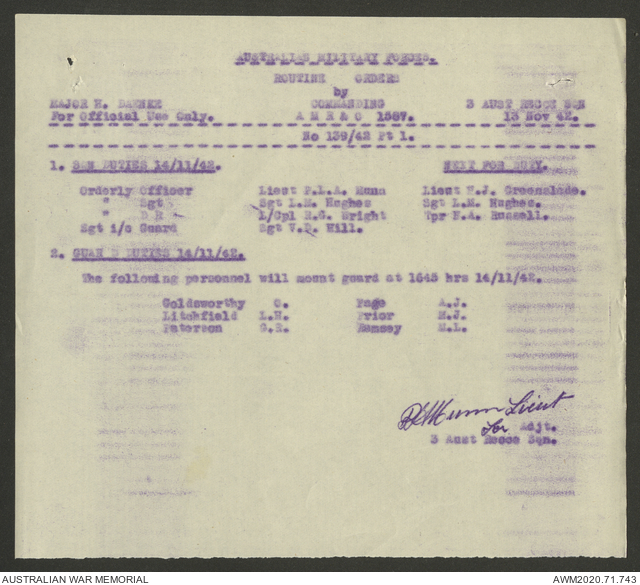 AUSTRALIAN MILITARY FORCES.
ROUTINE ORDERS
by
MAJOR H. COMMANDING 3 AUST RECCE SQN
For Official Use Only. A M R & O 1587. 13 Nov 42.
No 139/42 Pt 1.
1. SQN DUTIES 14/11/42. NEXT FOR DUTY.
Orderly Officer Lieut F.L.A. Munn Lieut N.J. Greenslade.
" Sgt Sgt L.M. Hughes Sgt L.M. Hughes.
" D R L/Cpl R.G. Wright Tpr H.A. Russell.
Sgt i/c Guard Sgt V.D. Hill.
2. GUARD DUTIES 14/11/42.
The following personnel will mount guard at 1645 hrs 14/11/42.
Goldsworthy C. Page A.J.
Litchfield L.H. Prior H.J.
Paterson G.R. Ramsey M.L.
Munn Lieut
for Adjt.
3 Aust Recce Sqn.
AUSTRALIAN WAR MEMORIAL
AWM2020.71.743